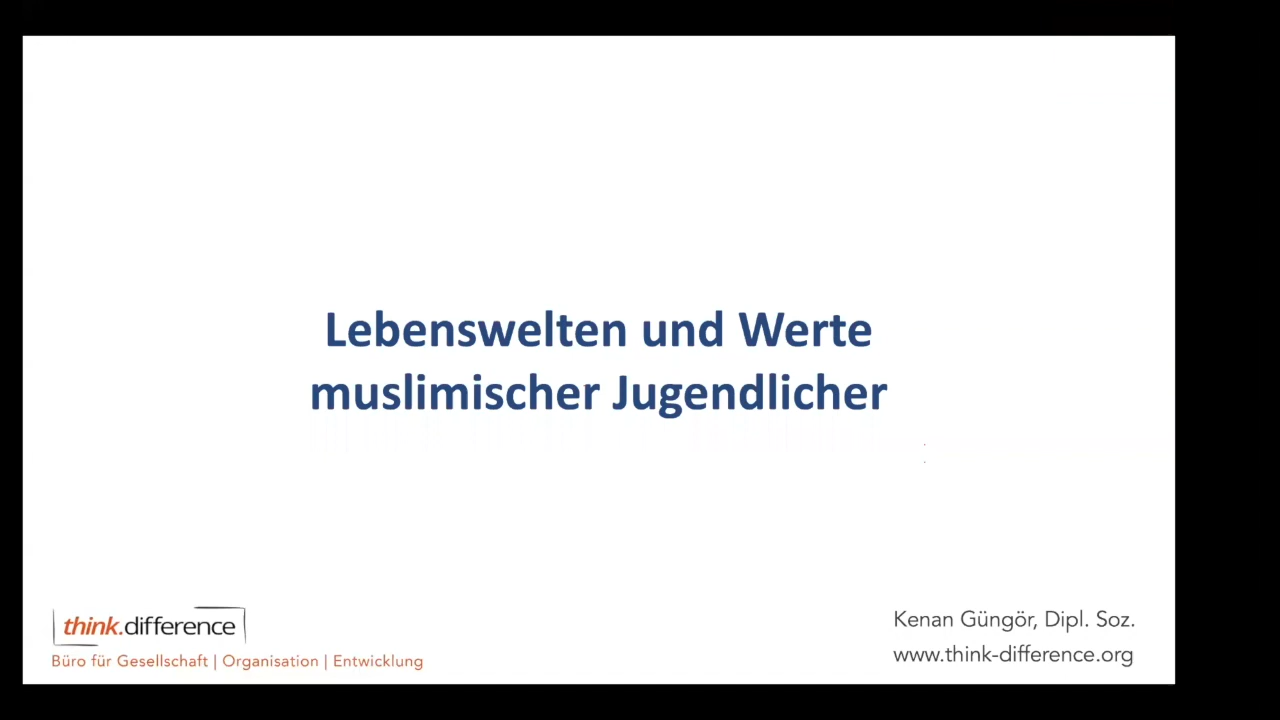 Lebenswelten und Werte
muslimischer Jugendlicher
think.difference
Büro für Gesellschaft | Organisation | Entwicklung
Kenan Güngör, Dipl. Soz.
www.think-difference.org